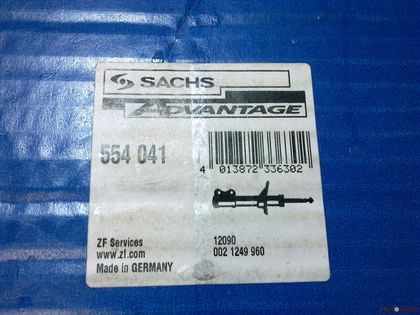 SACHS
ADVANTAGE
554 041
4 013872 336302
ZF Services
www.zf.com
Made in GERMANY
12090
002 1249 960